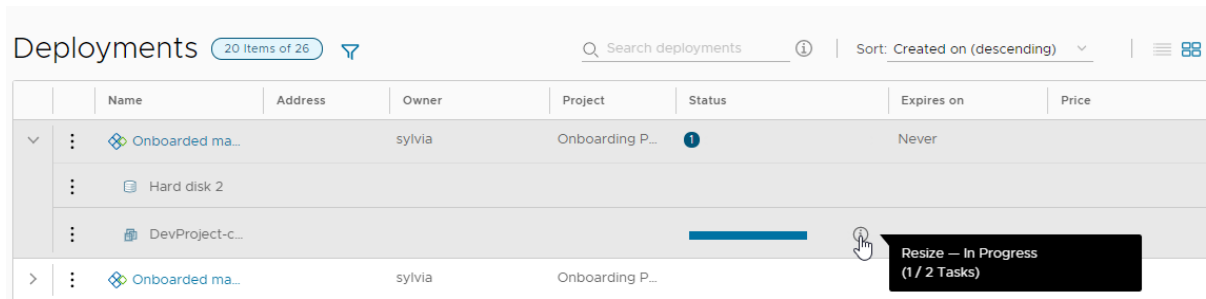 Deployments 20 Items of 26 Search deployments Sort: Created on (descending)
Name Address Owner Project Status Expires on Price
Onboarded ma... sylvia Onboarding P... 1 Never
Hard disk 2
DevProject-c...
Resize — In Progress
(1 / 2 Tasks)
Onboarded ma... sylvia Onboarding P...